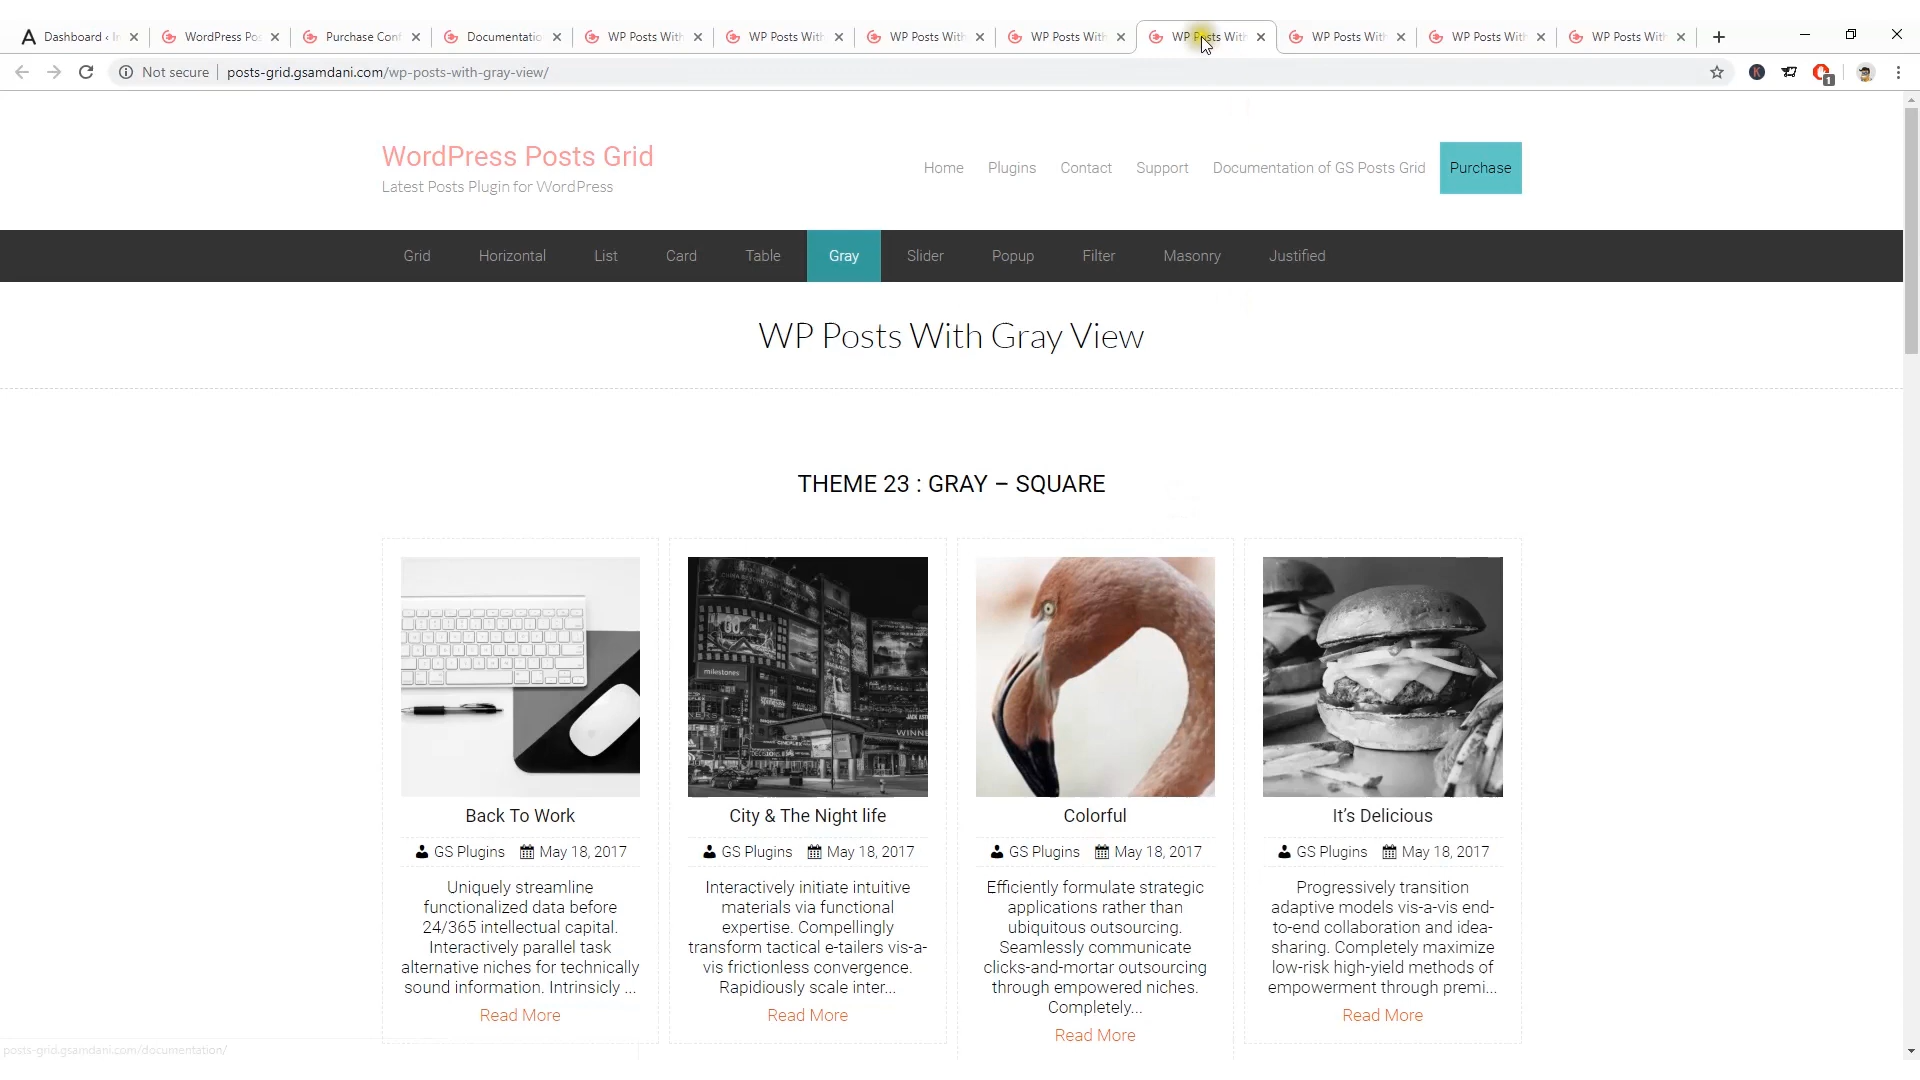 Dashboard ‹ In
WordPress Pos
Purchase Conf
Documentatio
WP Posts With
WP Posts With
WP Posts With
WP Posts With
WP Posts With
WP Posts With
WP Posts With
WP Posts With
Not secure
posts-grid.gsamdani.com/wp-posts-with-gray-view/
K
1
WordPress Posts Grid
Latest Posts Plugin for WordPress
Home Plugins Contact Support Documentation of GS Posts Grid Purchase
Grid Horizontal List Card Table Gray Slider Popup Filter Masonry Justified
WP Posts With Gray View
THEME 23 : GRAY – SQUARE
milestones
Back To Work
GS Plugins May 18, 2017
Uniquely streamline
functionalized data before
24/365 intellectual capital.
Interactively parallel task
alternative niches for technically
sound information. Intrinsicly ...
Read More
City & The Night life
GS Plugins May 18, 2017
Interactively initiate intuitive
materials via functional
expertise. Compellingly
transform tactical e-tailers vis-a-
vis frictionless convergence.
Rapidiously scale inter...
Read More
Colorful
GS Plugins May 18, 2017
Efficiently formulate strategic
applications rather than
ubiquitous outsourcing.
Seamlessly communicate
clicks-and-mortar outsourcing
through empowered niches.
Completely...
Read More
It’s Delicious
GS Plugins May 18, 2017
Progressively transition
adaptive models vis-a-vis end-
to-end collaboration and idea-
sharing. Completely maximize
low-risk high-yield methods of
empowerment through premi...
Read More
posts-grid.gsamdani.com/documentation/